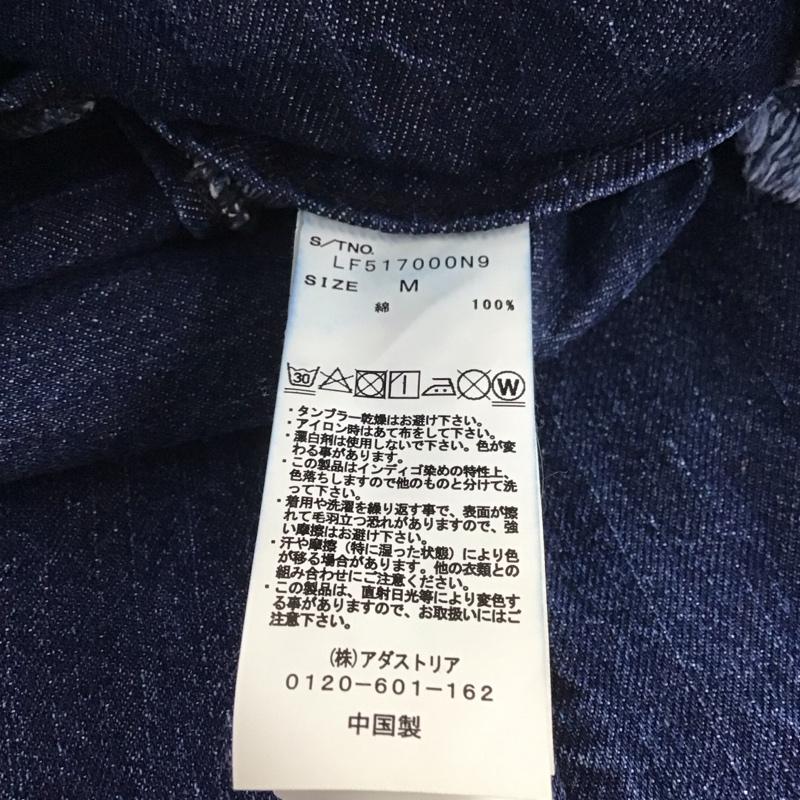 S/TNO.
LF517000N9
SIZE M
綿 100%
30 W
・タンブラー乾燥はお避け下さい。
・アイロン時はあて布をして下さい。
・漂白剤は使用しないで下さい。色が変
わる事があります。
・この製品はインディゴ染めの特性上、
色落ちしますので他のものと分けて洗
って下さい。
・着用や洗濯を繰り返す事で、表面が擦
れて毛羽立つ恐れがありますので、強
い摩擦はお避け下さい。
・汗や摩擦（特に湿った状態）により色
が移る場合があります。他の衣類との
組み合わせにご注意ください。
・この製品は、直射日光等により変色す
る事がありますので、お取扱いにはご
注意下さい。
(株)アダストリア
0120-601-162
中国製